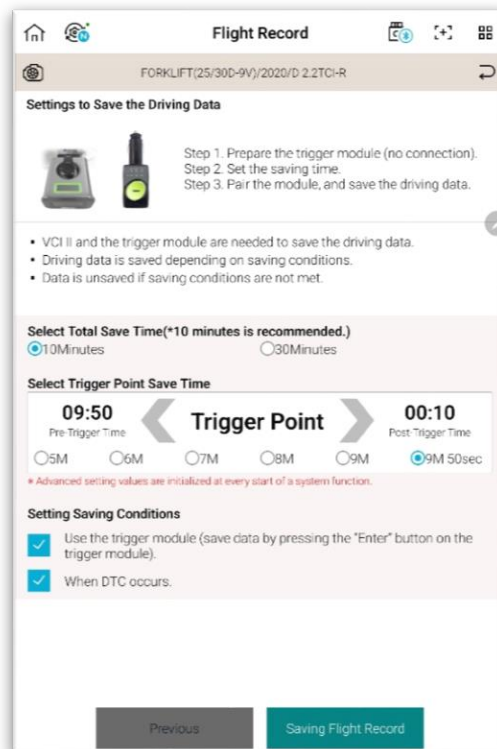 Flight Record
FORKLIFT(25/30D-9V)/2020/D 2.2TCI-R
Settings to Save the Driving Data
Step 1. Prepare the trigger module (no connection).
Step 2. Set the saving time.
Step 3. Pair the module, and save the driving data.
• VCI II and the trigger module are needed to save the driving data.
• Driving data is saved depending on saving conditions.
• Data is unsaved if saving conditions are not met.
Select Total Save Time(*10 minutes is recommended.)
10Minutes 30Minutes
Select Trigger Point Save Time
09:50 Trigger Point 00:10
Pre-Trigger Time Post-Trigger Time
5M 6M 7M 8M 9M 9M 50sec
* Advanced setting values are initialized at every start of a system function.
Setting Saving Conditions
Use the trigger module (save data by pressing the "Enter" button on the
trigger module).
When DTC occurs.
Previous Saving Flight Record